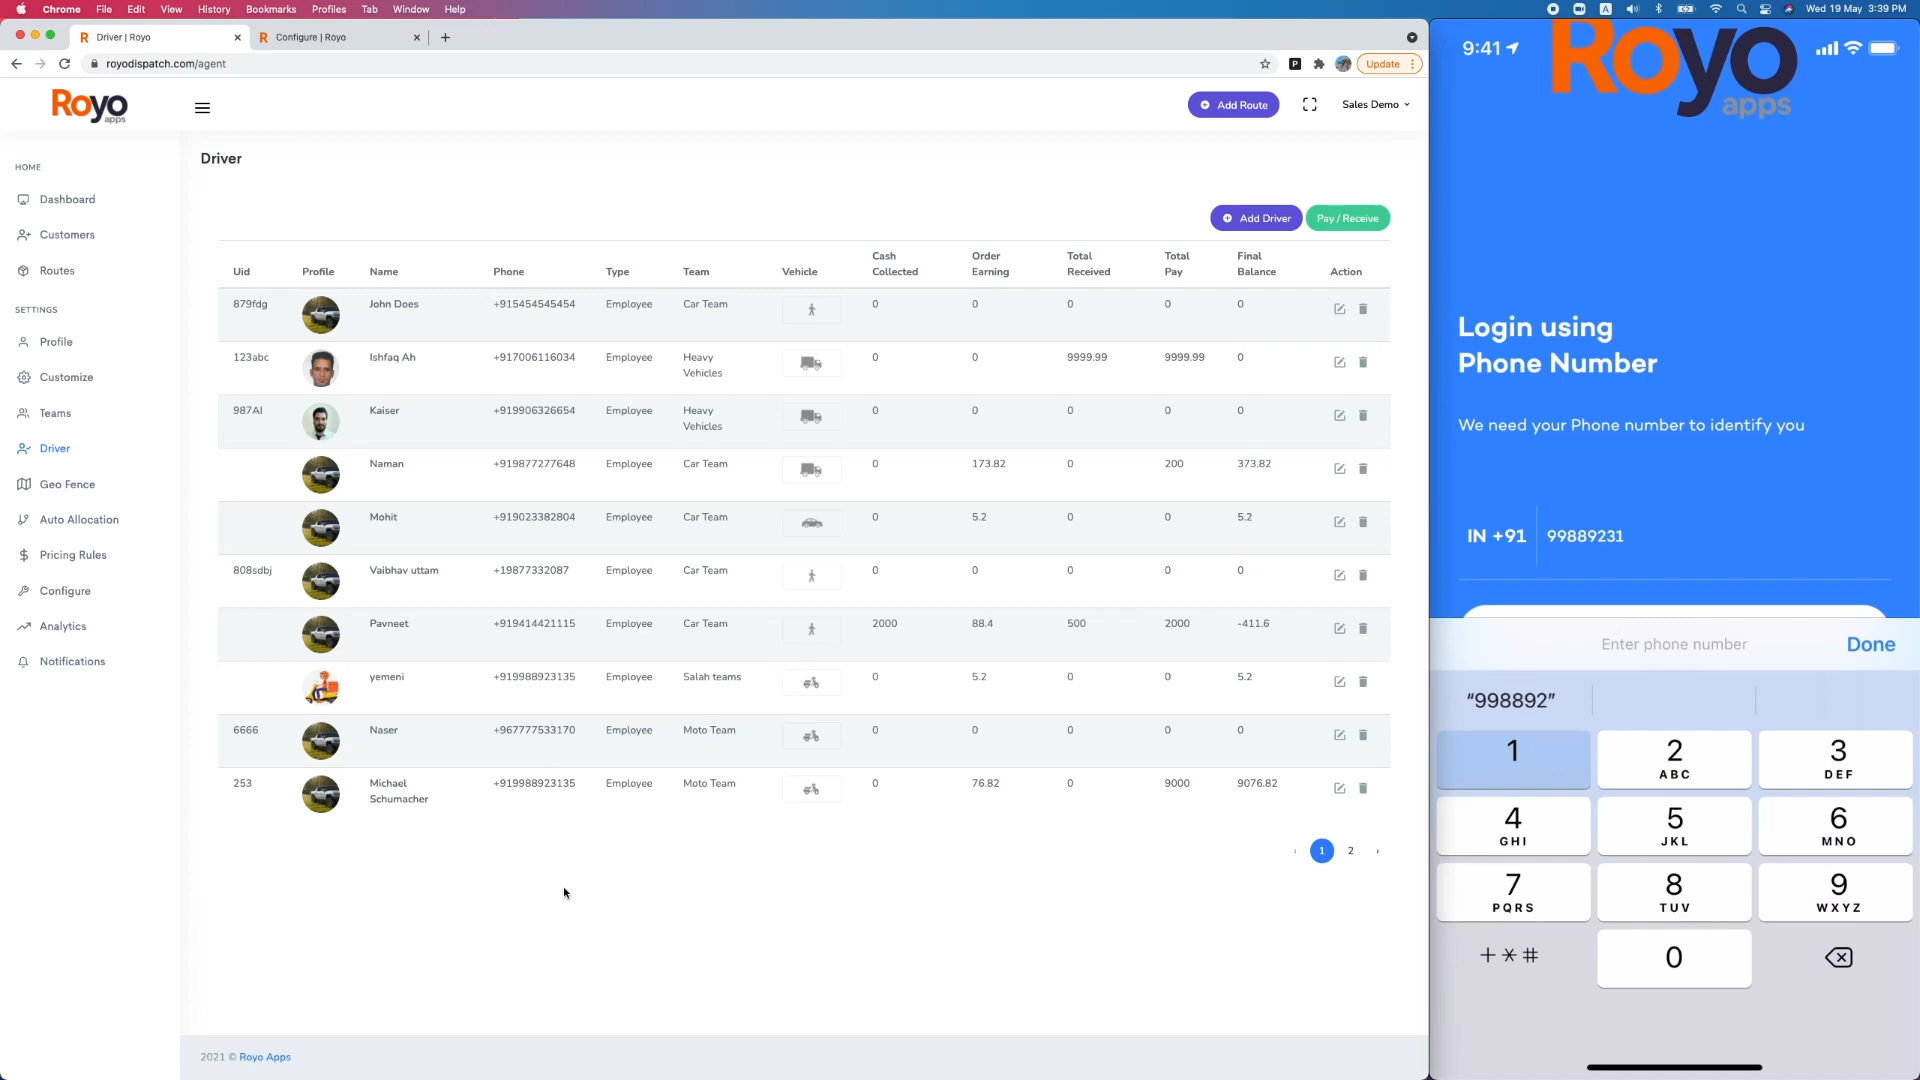 Chrome File Edit View History Bookmarks Profiles Tab Window Help A Wed 19 May 3:39 PM
R Driver | Royo R Configure | Royo
royodispatch.com/agent P Update
Royo apps
Add Route Sales Demo
HOME
Dashboard
Customers
Routes
SETTINGS
Profile
Customize
Teams
Driver
Geo Fence
Auto Allocation
Pricing Rules
Configure
Analytics
Notifications
Driver
Add Driver Pay / Receive
Uid Profile Name Phone Type Team Vehicle Cash Collected Order Earning Total Received Total Pay Final Balance Action
879fdg John Does +915454545454 Employee Car Team 0 0 0 0 0
123abc Ishfaq Ah +917006116034 Employee Heavy Vehicles 0 0 9999.99 9999.99 0
987AI Kaiser +919906326654 Employee Heavy Vehicles 0 0 0 0 0
Naman +919877277648 Employee Car Team 0 173.82 0 200 373.82
Mohit +919023382804 Employee Car Team 0 5.2 0 0 5.2
808sdbj Vaibhav uttam +19877332087 Employee Car Team 0 0 0 0 0
Pavneet +919414421115 Employee Car Team 2000 88.4 500 2000 -411.6
yemeni +919988923135 Employee Salah teams 0 5.2 0 0 5.2
6666 Naser +967777533170 Employee Moto Team 0 0 0 0 0
253 Michael Schumacher +919988923135 Employee Moto Team 0 76.82 0 9000 9076.82
‹ 1 2 ›
2021 © Royo Apps
9:41
Royo apps
Login using
Phone Number
We need your Phone number to identify you
IN +91 99889231
Enter phone number Done
“998892”
1 2 ABC 3 DEF
4 GHI 5 JKL 6 MNO
7 PQRS 8 TUV 9 WXYZ
+*# 0